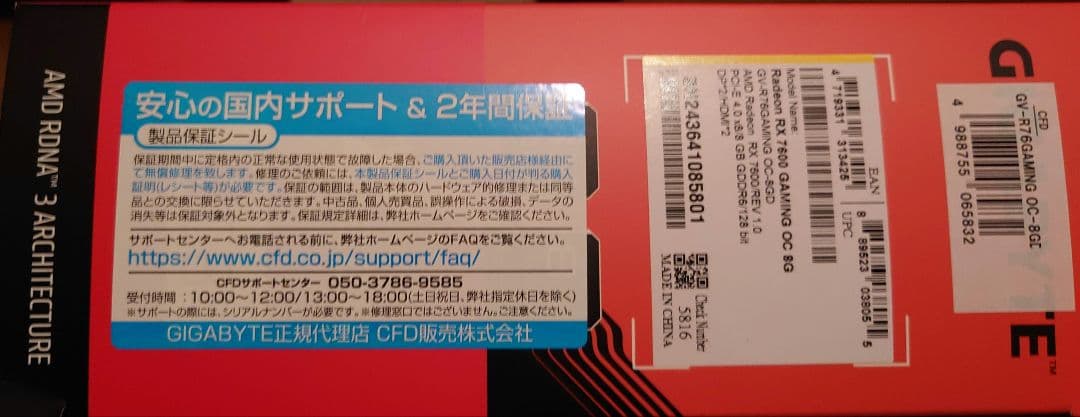 AMD RDNA™ 3 ARCHITECTURE
安心の国内サポート & 2年間保証
製品保証シール
保証期間中に定格内の正常な使用状態で故障した場合、ご購入頂いた販売店様経由に
て無償修理を致します。修理のご依頼には、本製品保証シールとご購入日付が明る購入
証明(レシート等)が必要です。保証の範囲は、製品本体のハードウェア的修理または同等
品との交換に限らせていただきます。中古品、個人売買品、誤操作による破損、データの
消失等は保証対象外となります。保証規定詳細は、弊社ホームページをご確認ください。
サポートセンターへお電話される前に、弊社ホームページのFAQをご覧ください。
https://www.cfd.co.jp/support/faq/
CFDサポートセンター 050-3786-9585
受付時間：10:00~12:00/13:00~18:00(土日祝日、弊社指定休日を除く)
※サポートの際には、シリアルナンバーが必要です。※修理窓口ではございません。ご注意ください。
GIGABYTE正規代理店 CFD販売株式会社
4 719331 313425
EAN
8 89523 03805 5
UPC
Model Name:
Radeon RX 7600 GAMING OC 8G
GV-R76GAMING OC-8GD
AMD Radeon RX 7600/REV 1.0
PCI-E 4.0 x8/8 GB GDDR6/128 bit
DP*2/HDMI*2
SN243641085801
Check Number
5816
MADE IN CHINA
CFD
GV-R76GAMING OC-8GD
4 988755 065832